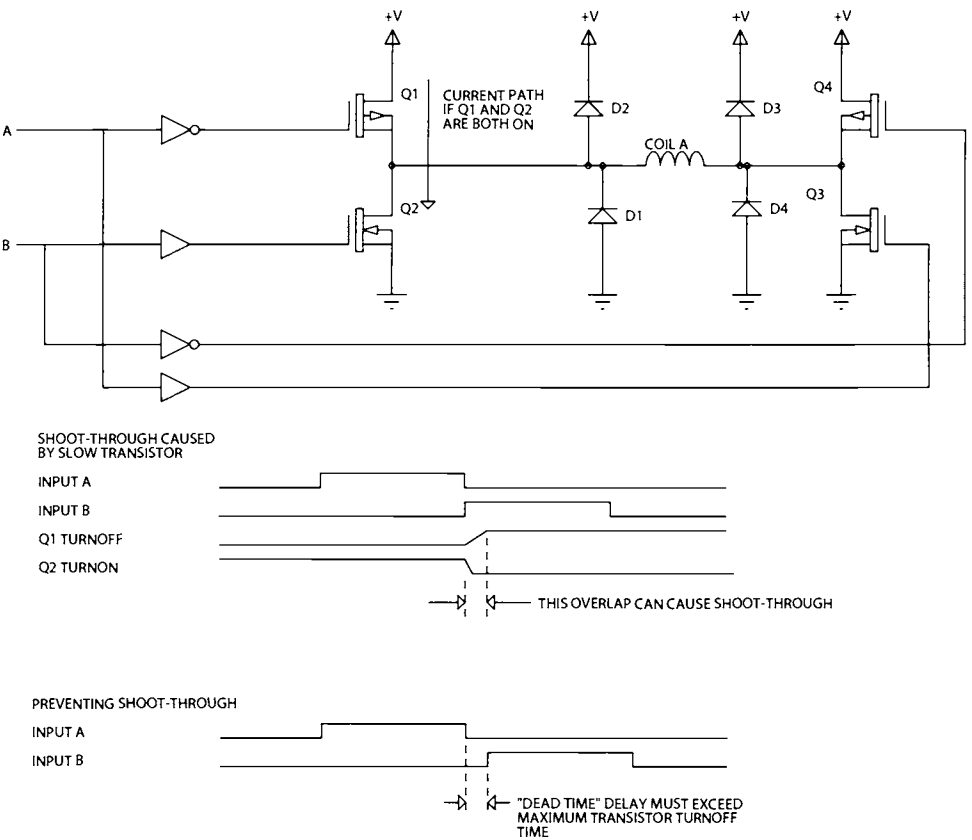 +V
+V
+V
+V
Q1
CURRENT PATH
IF Q1 AND Q2
ARE BOTH ON
D2
D3
Q4
A
COIL A
Q2
D1
D4
Q3
B
SHOOT-THROUGH CAUSED
BY SLOW TRANSISTOR
INPUT A
INPUT B
Q1 TURNOFF
Q2 TURNON
THIS OVERLAP CAN CAUSE SHOOT-THROUGH
PREVENTING SHOOT-THROUGH
INPUT A
INPUT B
"DEAD TIME" DELAY MUST EXCEED
MAXIMUM TRANSISTOR TURNOFF
TIME